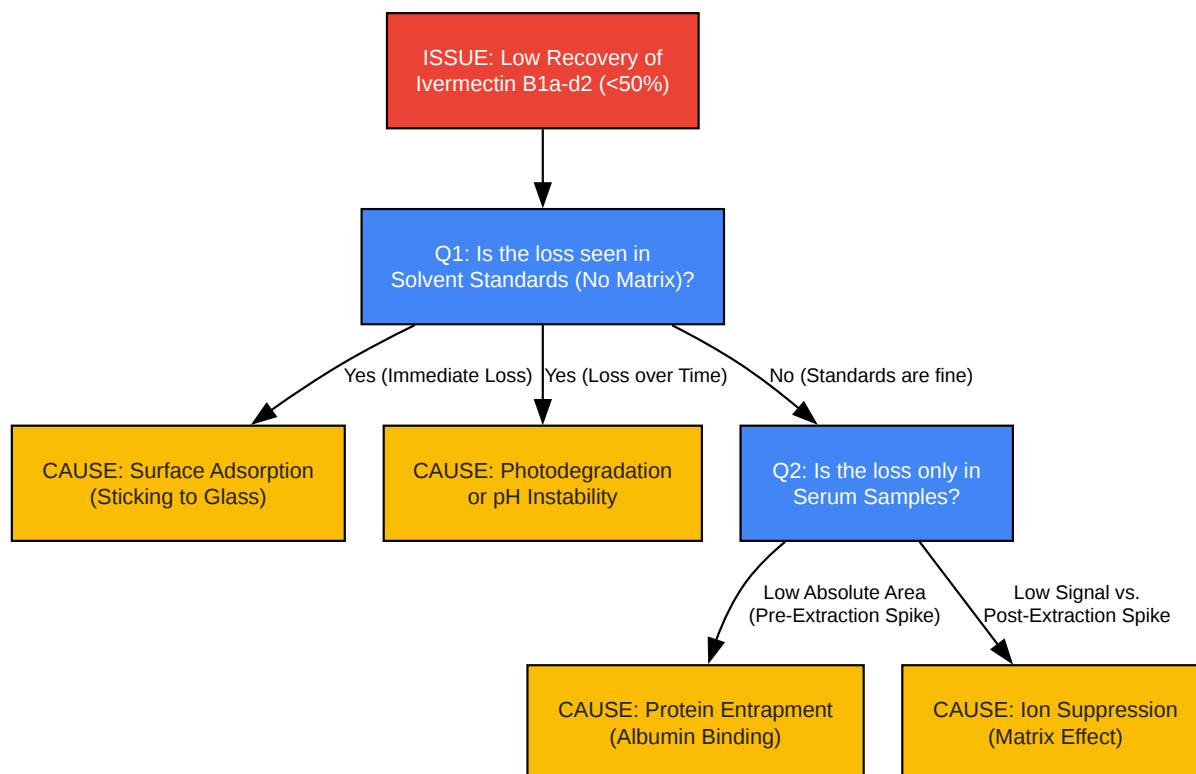 ISSUE: Low Recovery of
Ivermectin B1a-d2 (<50%)
Q1: Is the loss seen in
Solvent Standards (No Matrix)?
Yes (Immediate Loss)
Yes (Loss over Time)
No (Standards are fine)
CAUSE: Surface Adsorption
(Sticking to Glass)
CAUSE: Photodegradation
or pH Instability
Q2: Is the loss only in
Serum Samples?
Low Absolute Area
(Pre-Extraction Spike)
Low Signal vs.
Post-Extraction Spike
CAUSE: Protein Entrapment
(Albumin Binding)
CAUSE: Ion Suppression
(Matrix Effect)